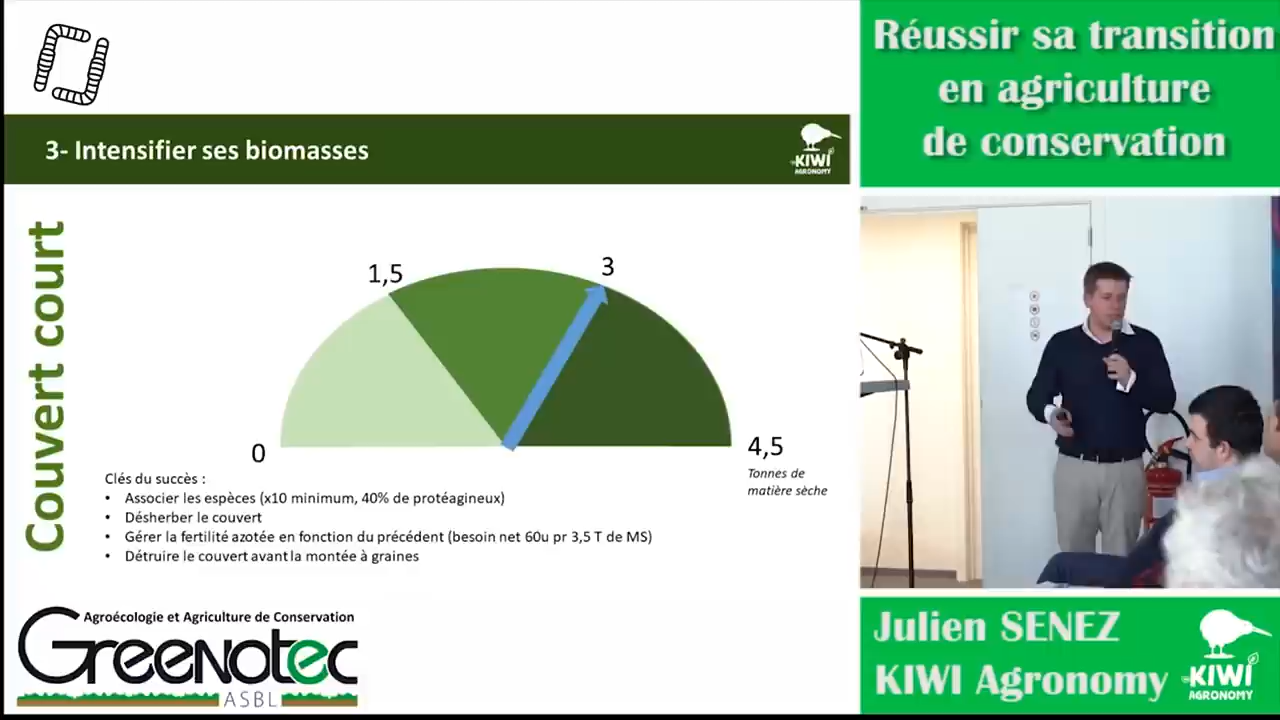 3- Intensifier ses biomasses
KIWI
AGRONOMY
Couvert court
0
1,5
3
4,5
Tonnes de
matière sèche
Clés du succès :
• Associer les espèces (x10 minimum, 40% de protéagineux)
• Désherber le couvert
• Gérer la fertilité azotée en fonction du précédent (besoin net 60u pr 3,5 T de MS)
• Détruire le couvert avant la montée à graines
Agroécologie et Agriculture de Conservation
Greenotec
ASBL
Réussir sa transition
en agriculture
de conservation
Julien SENEZ
KIWI Agronomy
KIWI
AGRONOMY